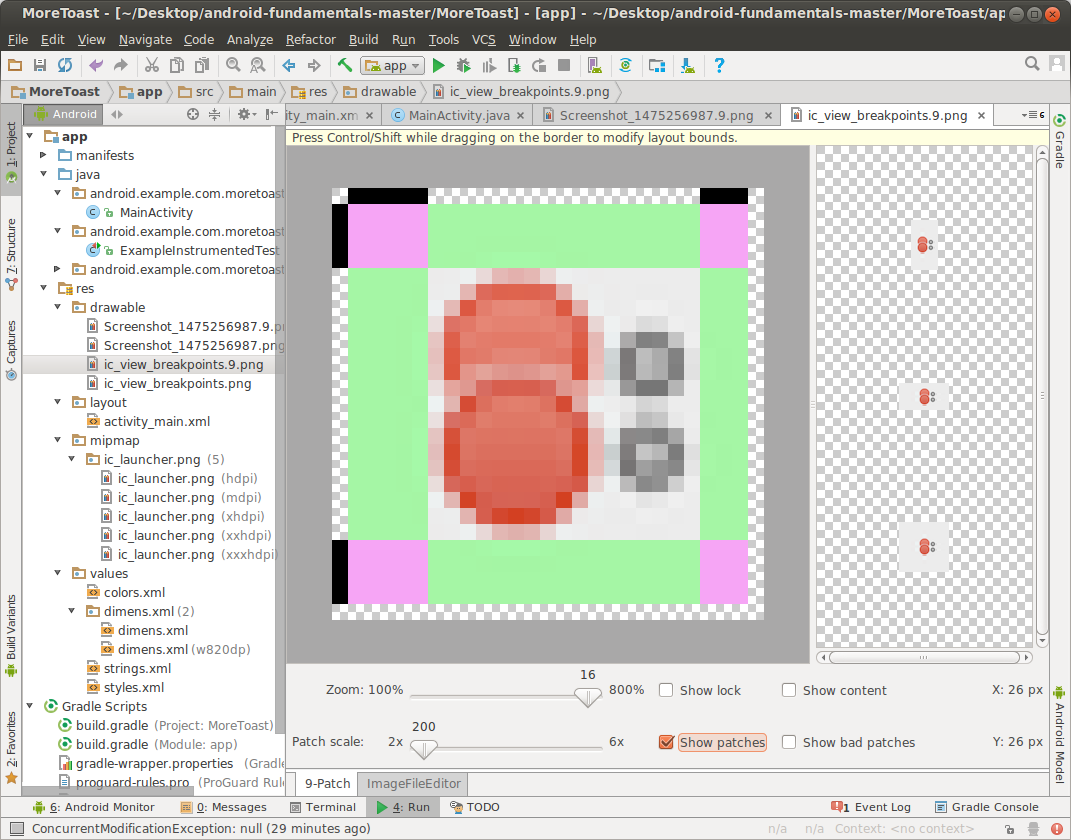 MoreToast - [~/Desktop/android-fundamentals-master/MoreToast] - [app] - ~/Desktop/android-fundamentals-master/MoreToast/ap
File Edit View Navigate Code Analyze Refactor Build Run Tools VCS Window Help
app
MoreToast app src main res drawable ic_view_breakpoints.9.png
Android
ity_main.xm MainActivity.java Screenshot_1475256987.9.png ic_view_breakpoints.9.png 6
Press Control/Shift while dragging on the border to modify layout bounds.
1: Project
7: Structure
Captures
Build Variants
2: Favorites
app
manifests
java
android.example.com.moretoast
MainActivity
android.example.com.moretoast
ExampleInstrumentedTest
android.example.com.moretoast
res
drawable
Screenshot_1475256987.9.pn
Screenshot_1475256987.png
ic_view_breakpoints.9.png
ic_view_breakpoints.png
layout
activity_main.xml
mipmap
ic_launcher.png (5)
ic_launcher.png (hdpi)
ic_launcher.png (mdpi)
ic_launcher.png (xhdpi)
ic_launcher.png (xxhdpi)
ic_launcher.png (xxxhdpi)
values
colors.xml
dimens.xml (2)
dimens.xml
dimens.xml (w820dp)
strings.xml
styles.xml
Gradle Scripts
build.gradle (Project: MoreToast)
build.gradle (Module: app)
gradle-wrapper.properties (Gradle
proguard-rules.pro (ProGuard Rul
Gradle
Android Model
16
Zoom: 100% 800% Show lock Show content X: 26 px
200
Patch scale: 2x 6x Show patches Show bad patches Y: 26 px
9-Patch ImageFileEditor
6: Android Monitor 0: Messages Terminal 4: Run TODO 1 Event Log Gradle Console
ConcurrentModificationException: null (29 minutes ago) n/a n/a Context: <no context>